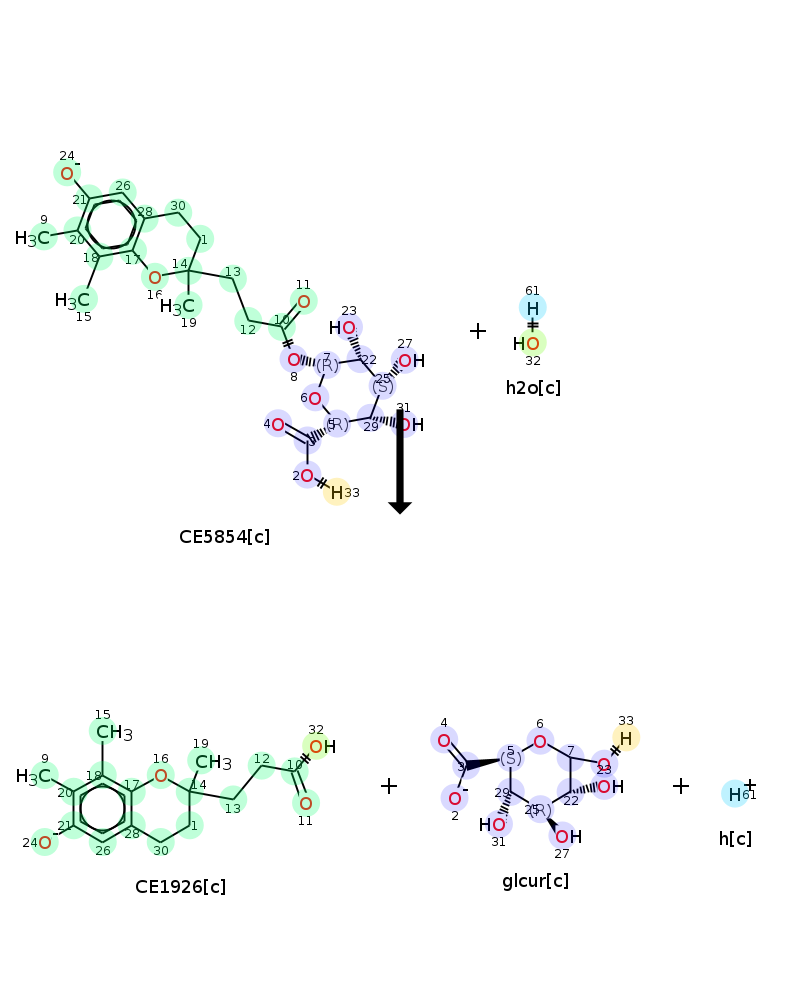 24
O-
26
21
28
30
9
H3C
20
1
18
17
14
13
O
16
H3C
19
H3C
15
11
O
10
12
23
HO
61
H
+
O
8
7
(R)
22
27
OH
HO
32
25
(S)
h2o[c]
6
O
31
OH
4
O
5
(R)
29
3
2
O
H
33
CE5854[c]
15
CH3
16
O
19
CH3
32
OH
12
10
9
H3C
18
17
14
20
13
O
11
21
1
24
O-
28
26
30
CE1926[c]
+
4
O
6
O
33
H
3
5
(S)
7
O
23
2
O-
29
22
OH
25
(R)
HO
31
OH
27
glcur[c]
+
H+
61
h[c]